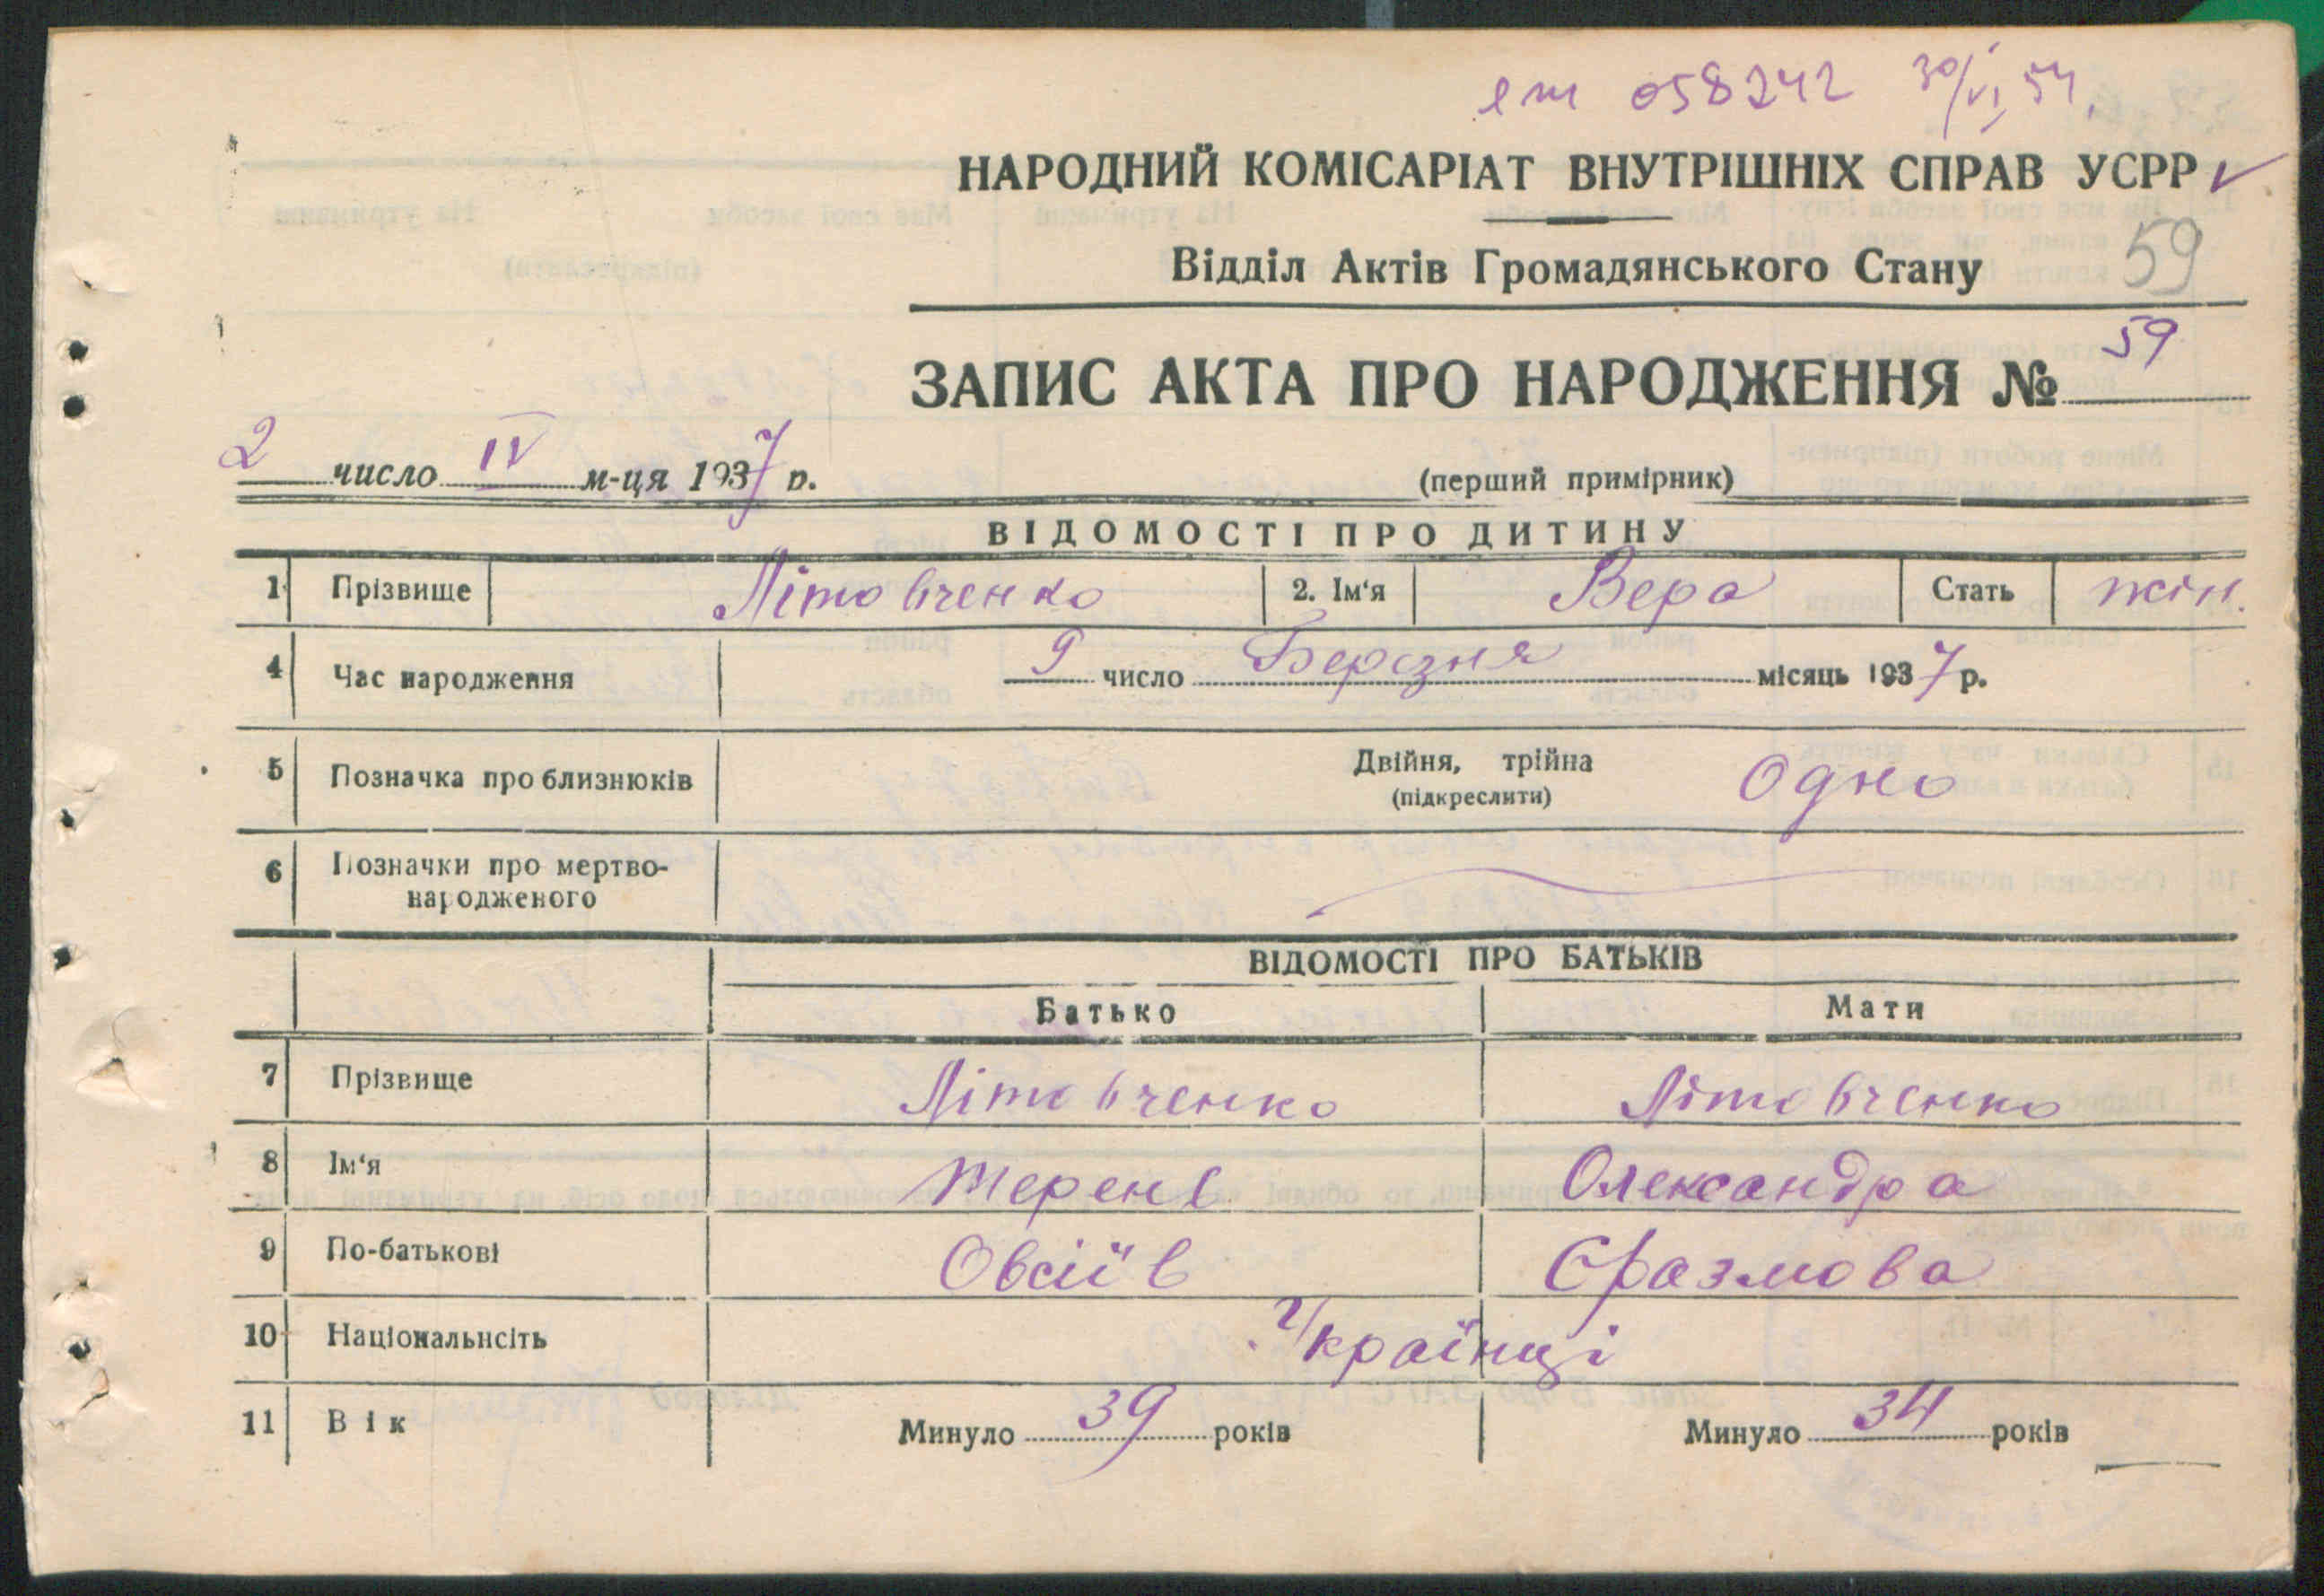 ем 058242 30/VI 54.
НАРОДНИЙ КОМІСАРІАТ ВНУТРІШНІХ СПРАВ УСРР
59
Відділ Актів Громадянського Стану
ЗАПИС АКТА ПРО НАРОДЖЕННЯ № 59
2 число IV м-ця 1937 р. (перший примірник)
ВІДОМОСТІ ПРО ДИТИНУ
1 Прізвище Літовченко 2. Ім'я Вера Стать жін.
4 Час народження 9 число Березня місяць 1937 р.
5 Позначка про близнюків Двійня, трійна (підкреслити) Одно
6 Позначки про мертво-
народженого
ВІДОМОСТІ ПРО БАТЬКІВ
Батько Мати
7 Прізвище Літовченко Літовченко
8 Ім'я Терене Олександра
9 По-батькові Овсіїв Єразмова
10 Національнсіть Українці
11 Вік Минуло 39 років Минуло 34 років